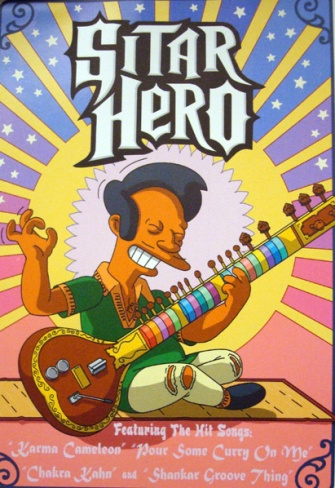 SITAR
HERO
Featuring The Hit Songs:
"Karma Cameleon" "Pour Some Curry On Me"
"Chakra Kahn" and "Shankar Groove Thing"